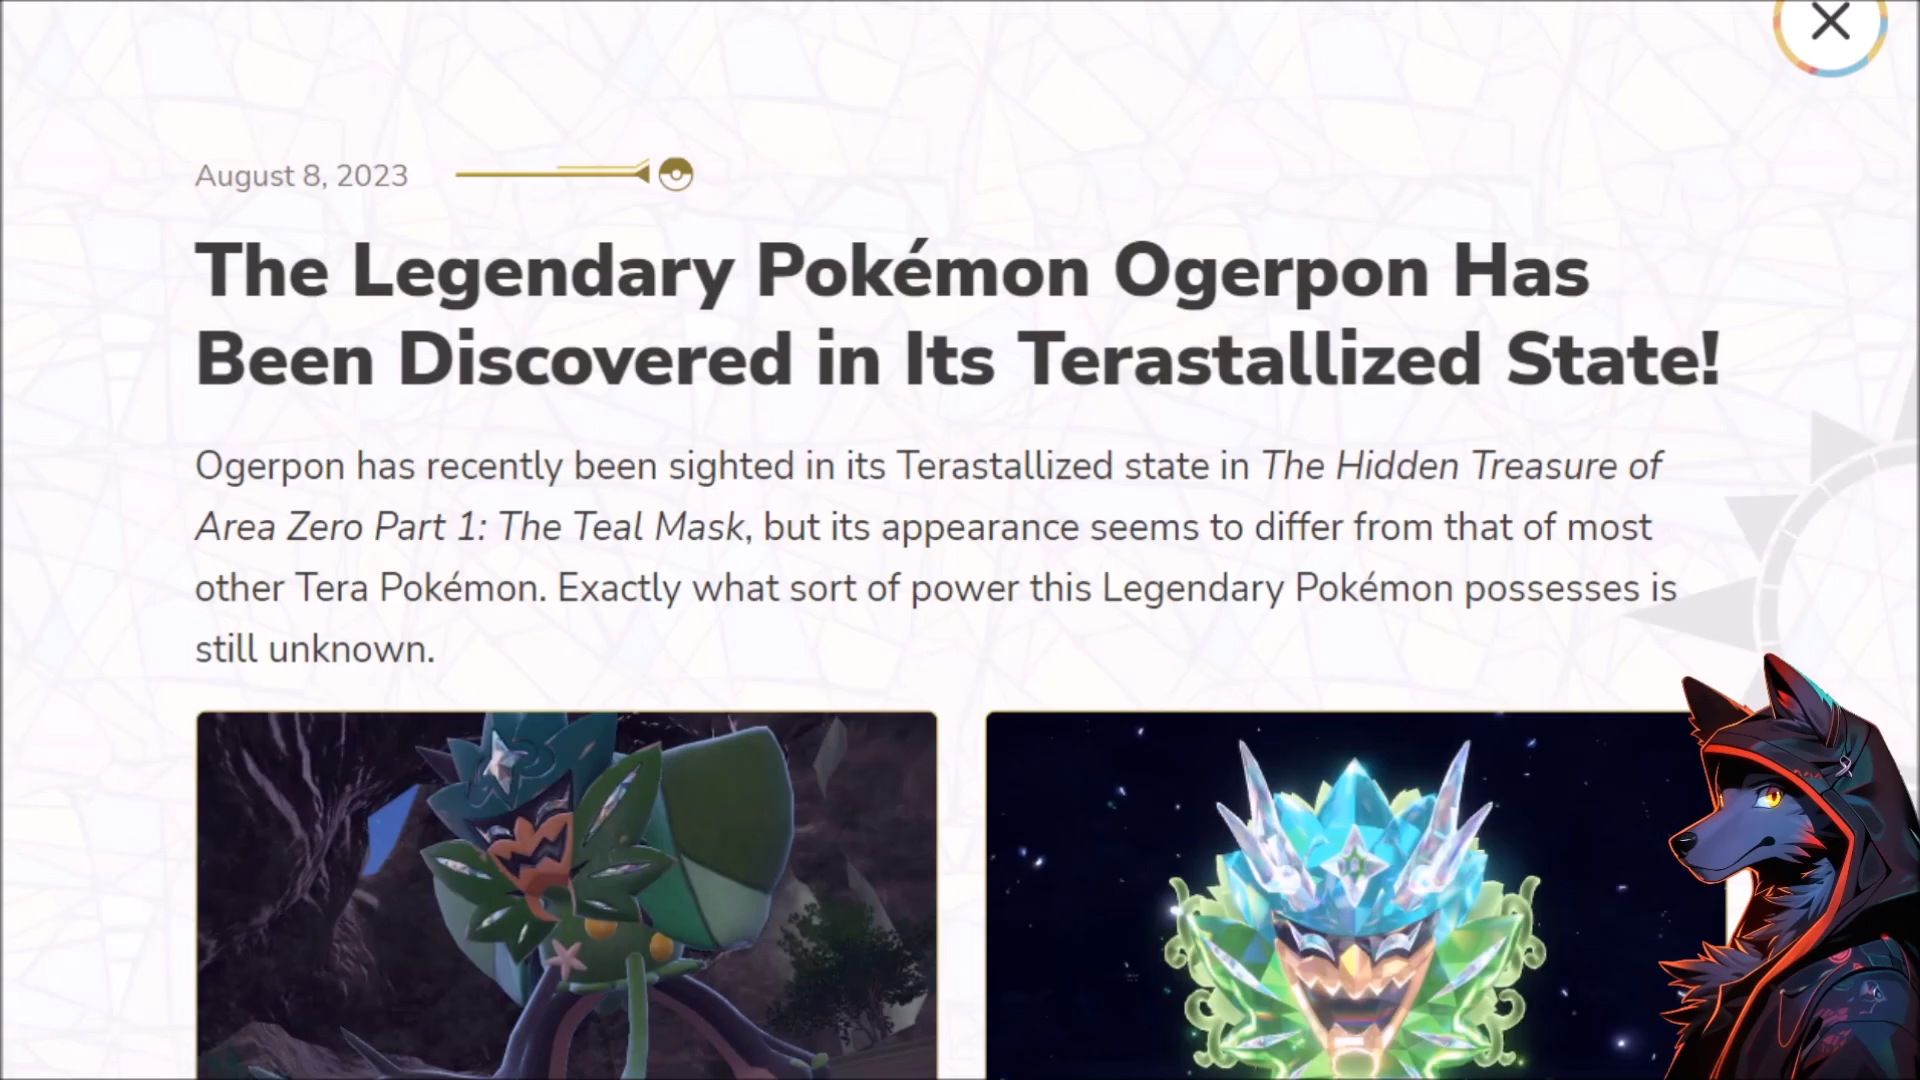 August 8, 2023
The Legendary Pokémon Ogerpon Has
Been Discovered in Its Terastallized State!
Ogerpon has recently been sighted in its Terastallized state in The Hidden Treasure of
Area Zero Part 1: The Teal Mask, but its appearance seems to differ from that of most
other Tera Pokémon. Exactly what sort of power this Legendary Pokémon possesses is
still unknown.